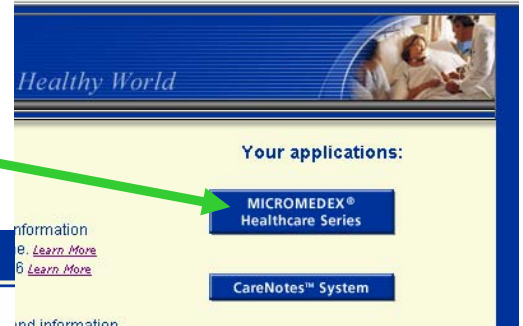 Healthy World
Your applications:
MICROMEDEX®
Healthcare Series
nformation
e. Learn More
6 Learn More
CareNotes™ System
nd information